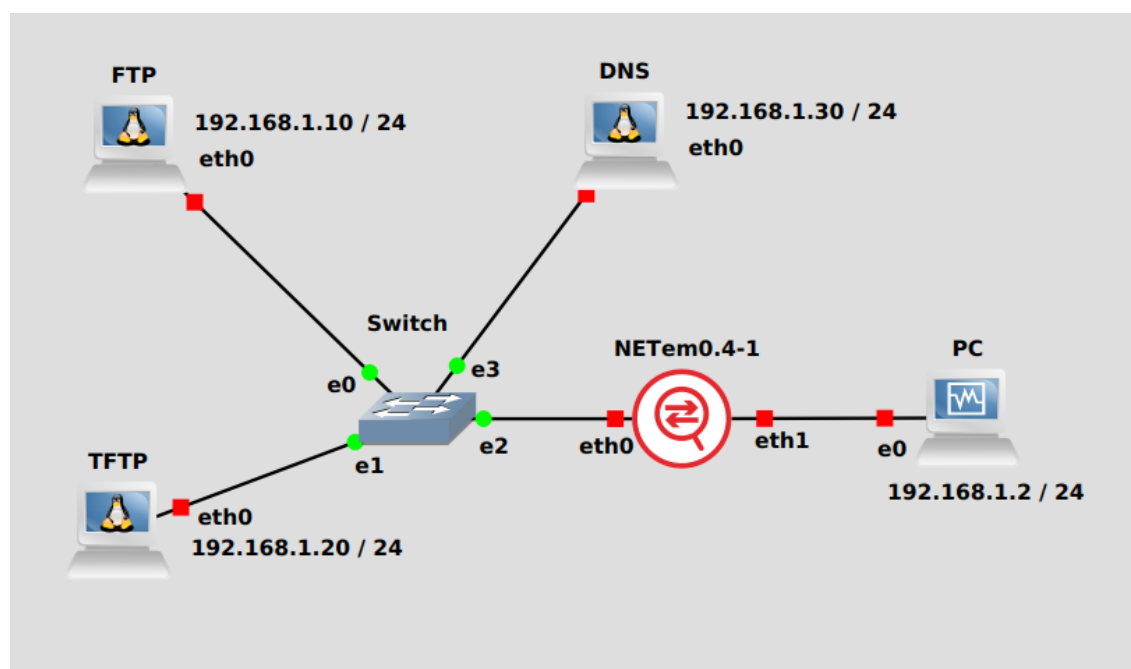 FTP
192.168.1.10 / 24
eth0
DNS
192.168.1.30 / 24
eth0
Switch
e0
e3
e1
e2
NETem0.4-1
eth0
eth1
PC
e0
192.168.1.2 / 24
TFTP
eth0
192.168.1.20 / 24